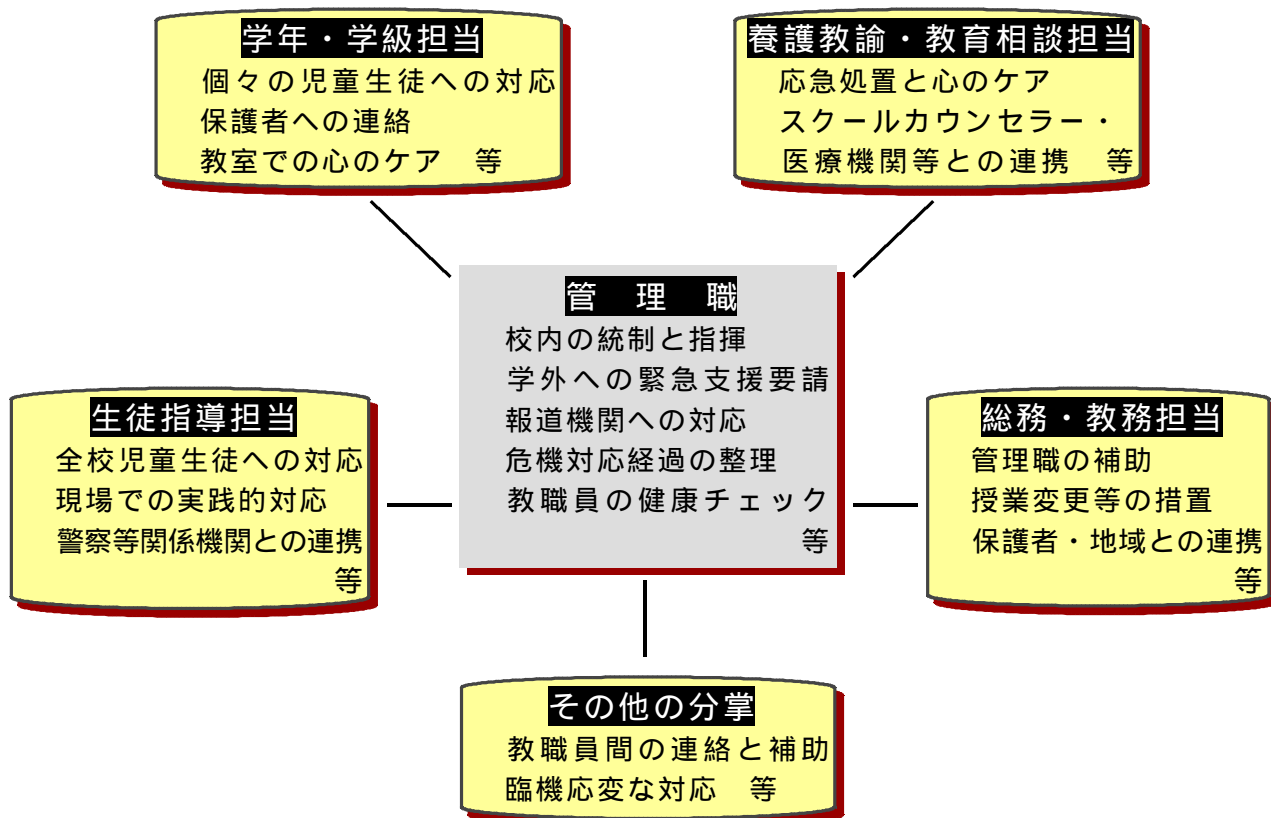 学年・学級担当
個々の児童生徒への対応
保護者への連絡
教室での心のケア　等
養護教諭・教育相談担当
応急処置と心のケア
スクールカウンセラー・
医療機関等との連携　等
管　理　職
校内の統制と指揮
学外への緊急支援要請
報道機関への対応
危機対応経過の整理
教職員の健康チェック
等
生徒指導担当
全校児童生徒への対応
現場での実践的対応
警察等関係機関との連携
等
総務・教務担当
管理職の補助
授業変更等の措置
保護者・地域との連携
等
その他の分掌
教職員間の連絡と補助
臨機応変な対応　等